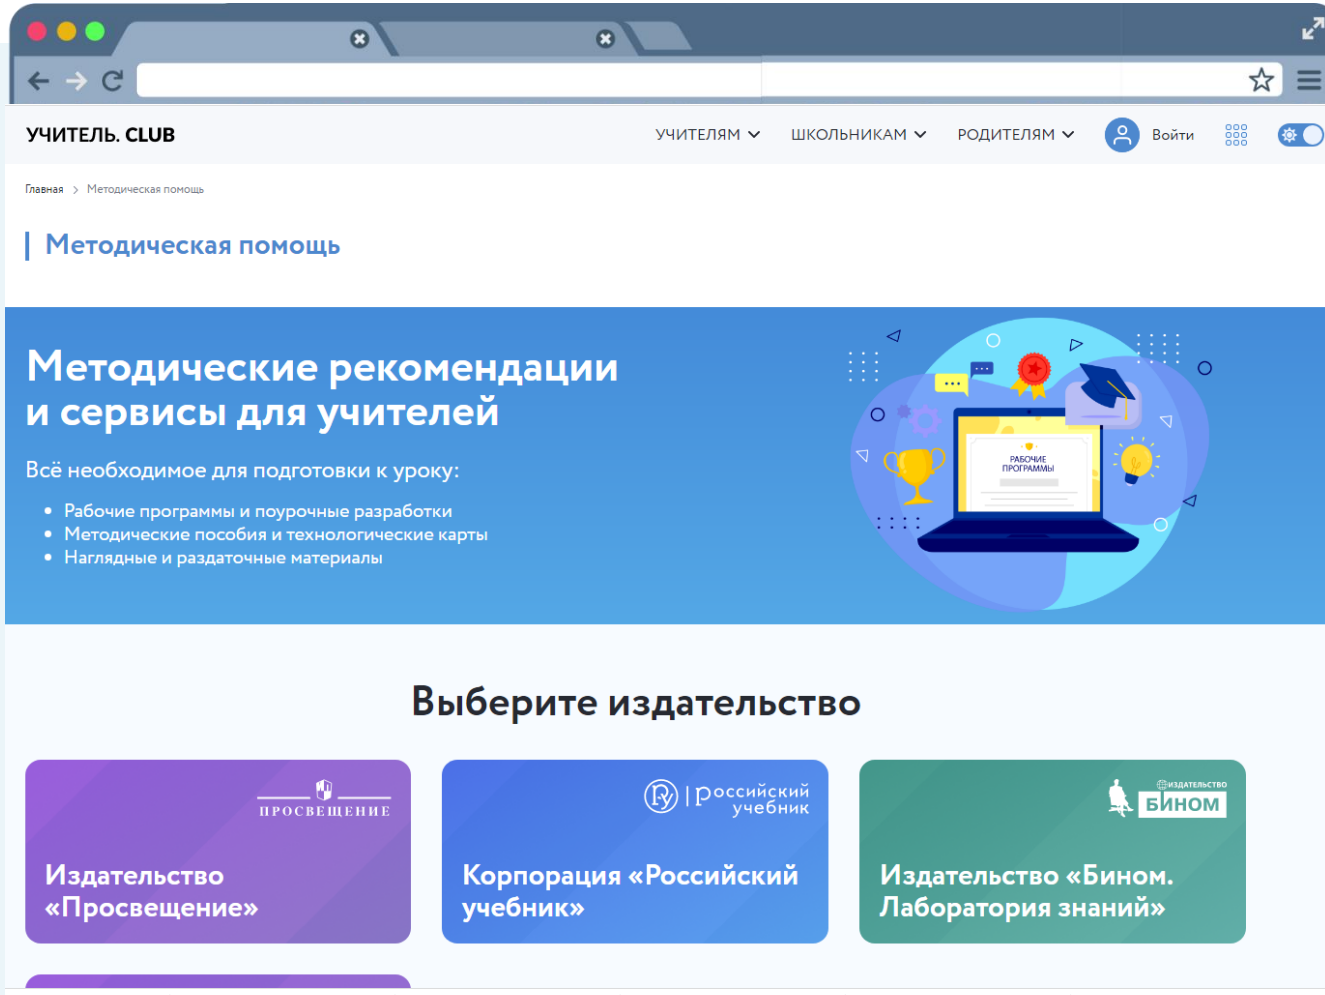 УЧИТЕЛЬ. CLUB
УЧИТЕЛЯМ
ШКОЛЬНИКАМ
РОДИТЕЛЯМ
Войти
Главная > Методическая помощь
Методическая помощь
Методические рекомендации
и сервисы для учителей
Всё необходимое для подготовки к уроку:
• Рабочие программы и поурочные разработки
• Методические пособия и технологические карты
• Наглядные и раздаточные материалы
РАБОЧИЕ
ПРОГРАММЫ
Выберите издательство
ПРОСВЕЩЕНИЕ
Издательство
«Просвещение»
российский
учебник
Корпорация «Российский
учебник»
ИЗДАТЕЛЬСТВО
БИНОМ
Издательство «Бином.
Лаборатория знаний»